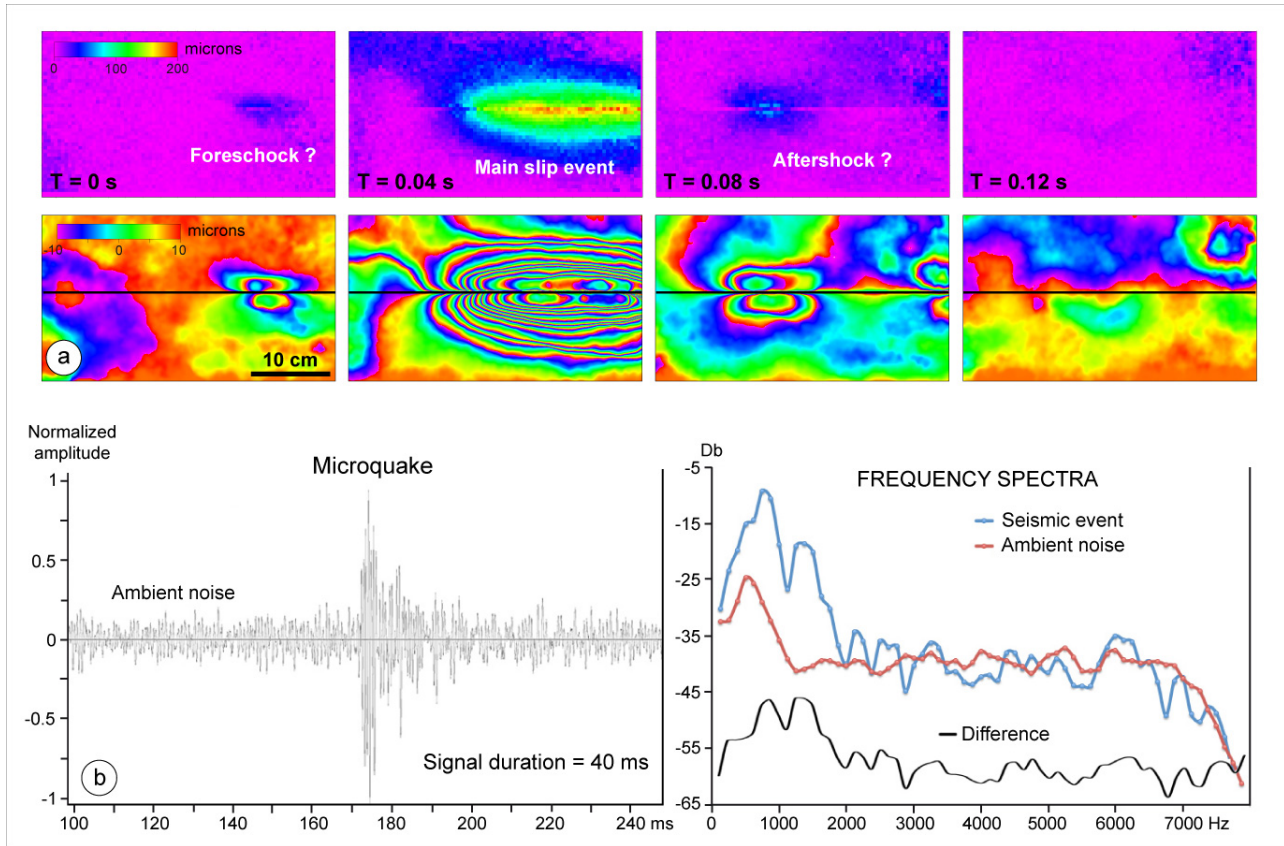 microns
0 100 200
Foreschock ?
T = 0 s
Main slip event
T = 0.04 s
Aftershock ?
T = 0.08 s
T = 0.12 s
microns
-10 0 10
a
10 cm
Normalized
amplitude
Microquake
1
0.5
0
-0.5
-1
Ambient noise
Signal duration = 40 ms
b
100 120 140 160 180 200 220 240 ms
Db
FREQUENCY SPECTRA
-5
-15
-25
-35
-45
-55
-65
Seismic event
Ambient noise
Difference
0 1000 2000 3000 4000 5000 6000 7000 Hz